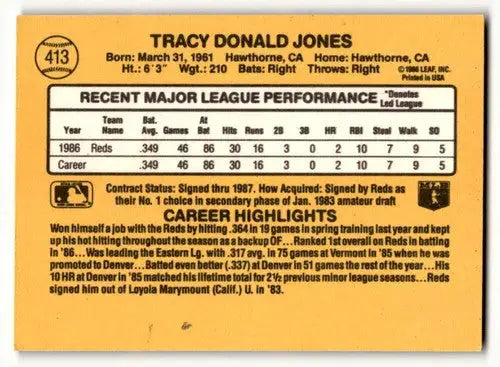 413
TRACY DONALD JONES
Born: March 31, 1961 Hawthorne, CA Home: Hawthorne, CA
Ht.: 6'3" Wgt.: 210 Bats: Right Throws: Right
© 1986 LEAF, INC.
Printed in USA
RECENT MAJOR LEAGUE PERFORMANCE *Denotes Led League
Year Team Name Bat. Avg. Games At Bat Hits Runs 2B 3B HR RBI Steal Walk SO
1986 Reds .349 46 86 30 16 3 0 2 10 7 9 5
Career .349 46 86 30 16 3 0 2 10 7 9 5
Contract Status: Signed thru 1987. How Acquired: Signed by Reds as
their No. 1 choice in secondary phase of Jan. 1983 amateur draft
CAREER HIGHLIGHTS
Won himself a job with the Reds by hitting .364 in 19 games in spring training last year and kept
up his hot hitting throughout the season as a backup OF...Ranked 1st overall on Reds in batting
in '86...Was leading the Eastern Lg. with .317 avg. in 75 games at Vermont in '85 when he was
promoted to Denver...Batted even better (.337) at Denver in 51 games the rest of the year...His
10 HR at Denver in '85 matched his lifetime total for 2½ previous minor league seasons..Reds
signed him out of Loyola Marymount (Calif.) U. in '83.